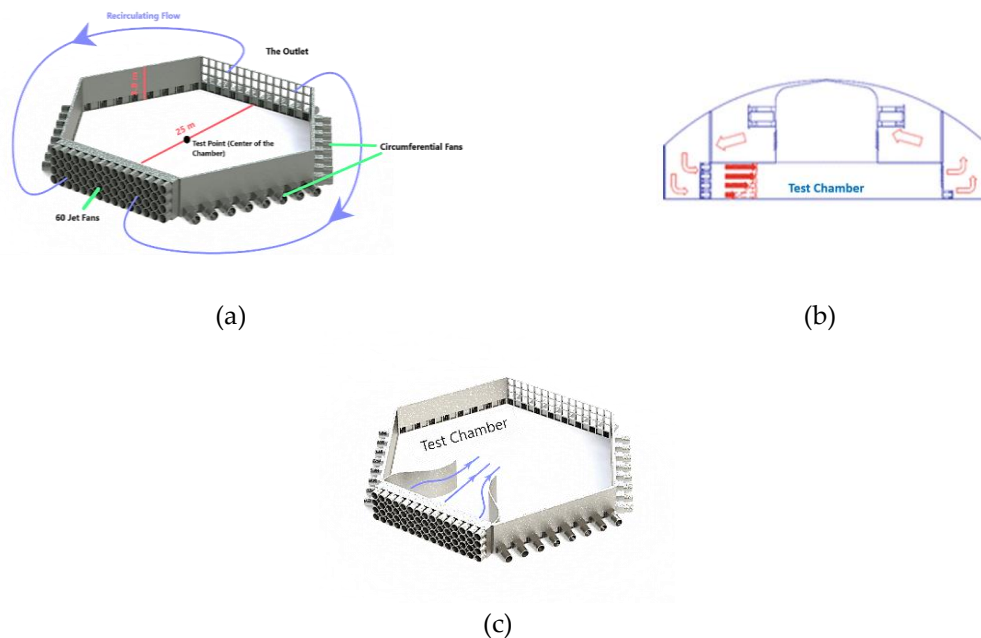 Recirculating Flow
The Outlet
25 m
Test Point (Center of the
Chamber)
Circumferential Fans
60 Jet Fans
(a)
Test Chamber
(b)
Test Chamber
(c)